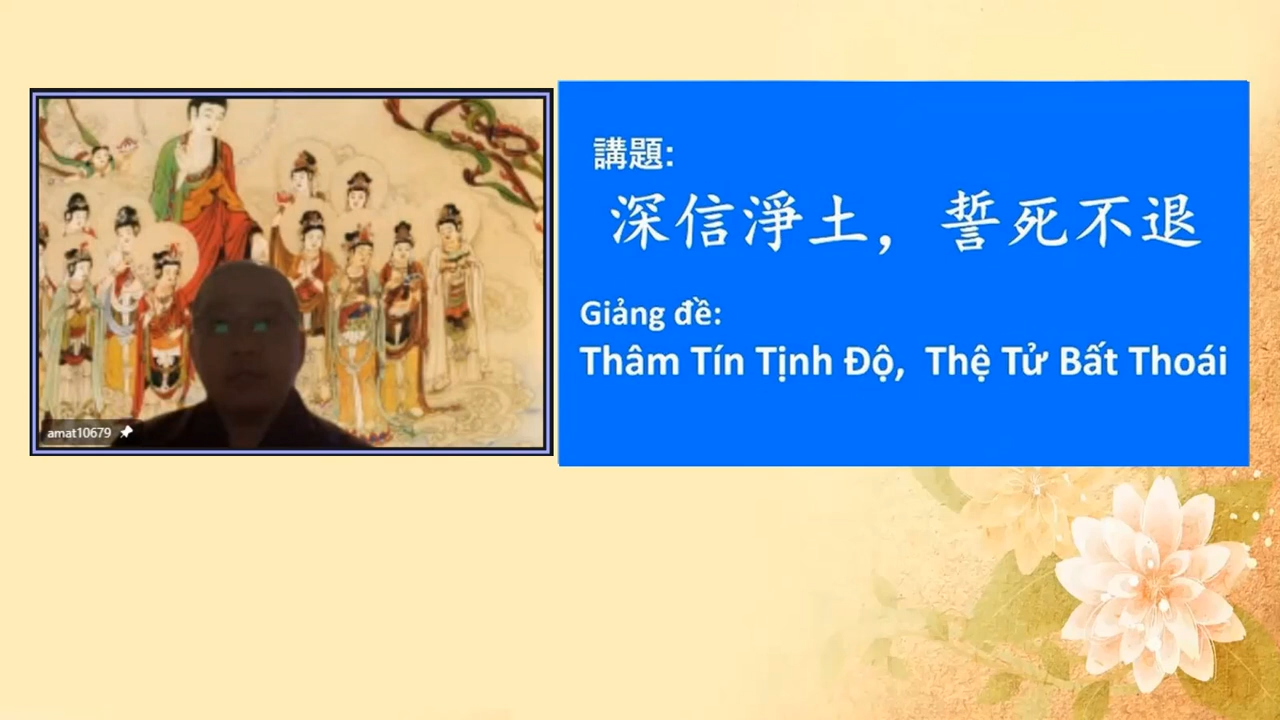 amat10679
講題:
深信淨土，誓死不退
Giảng đề:
Thâm Tín Tịnh Độ, Thệ Tử Bất Thoái